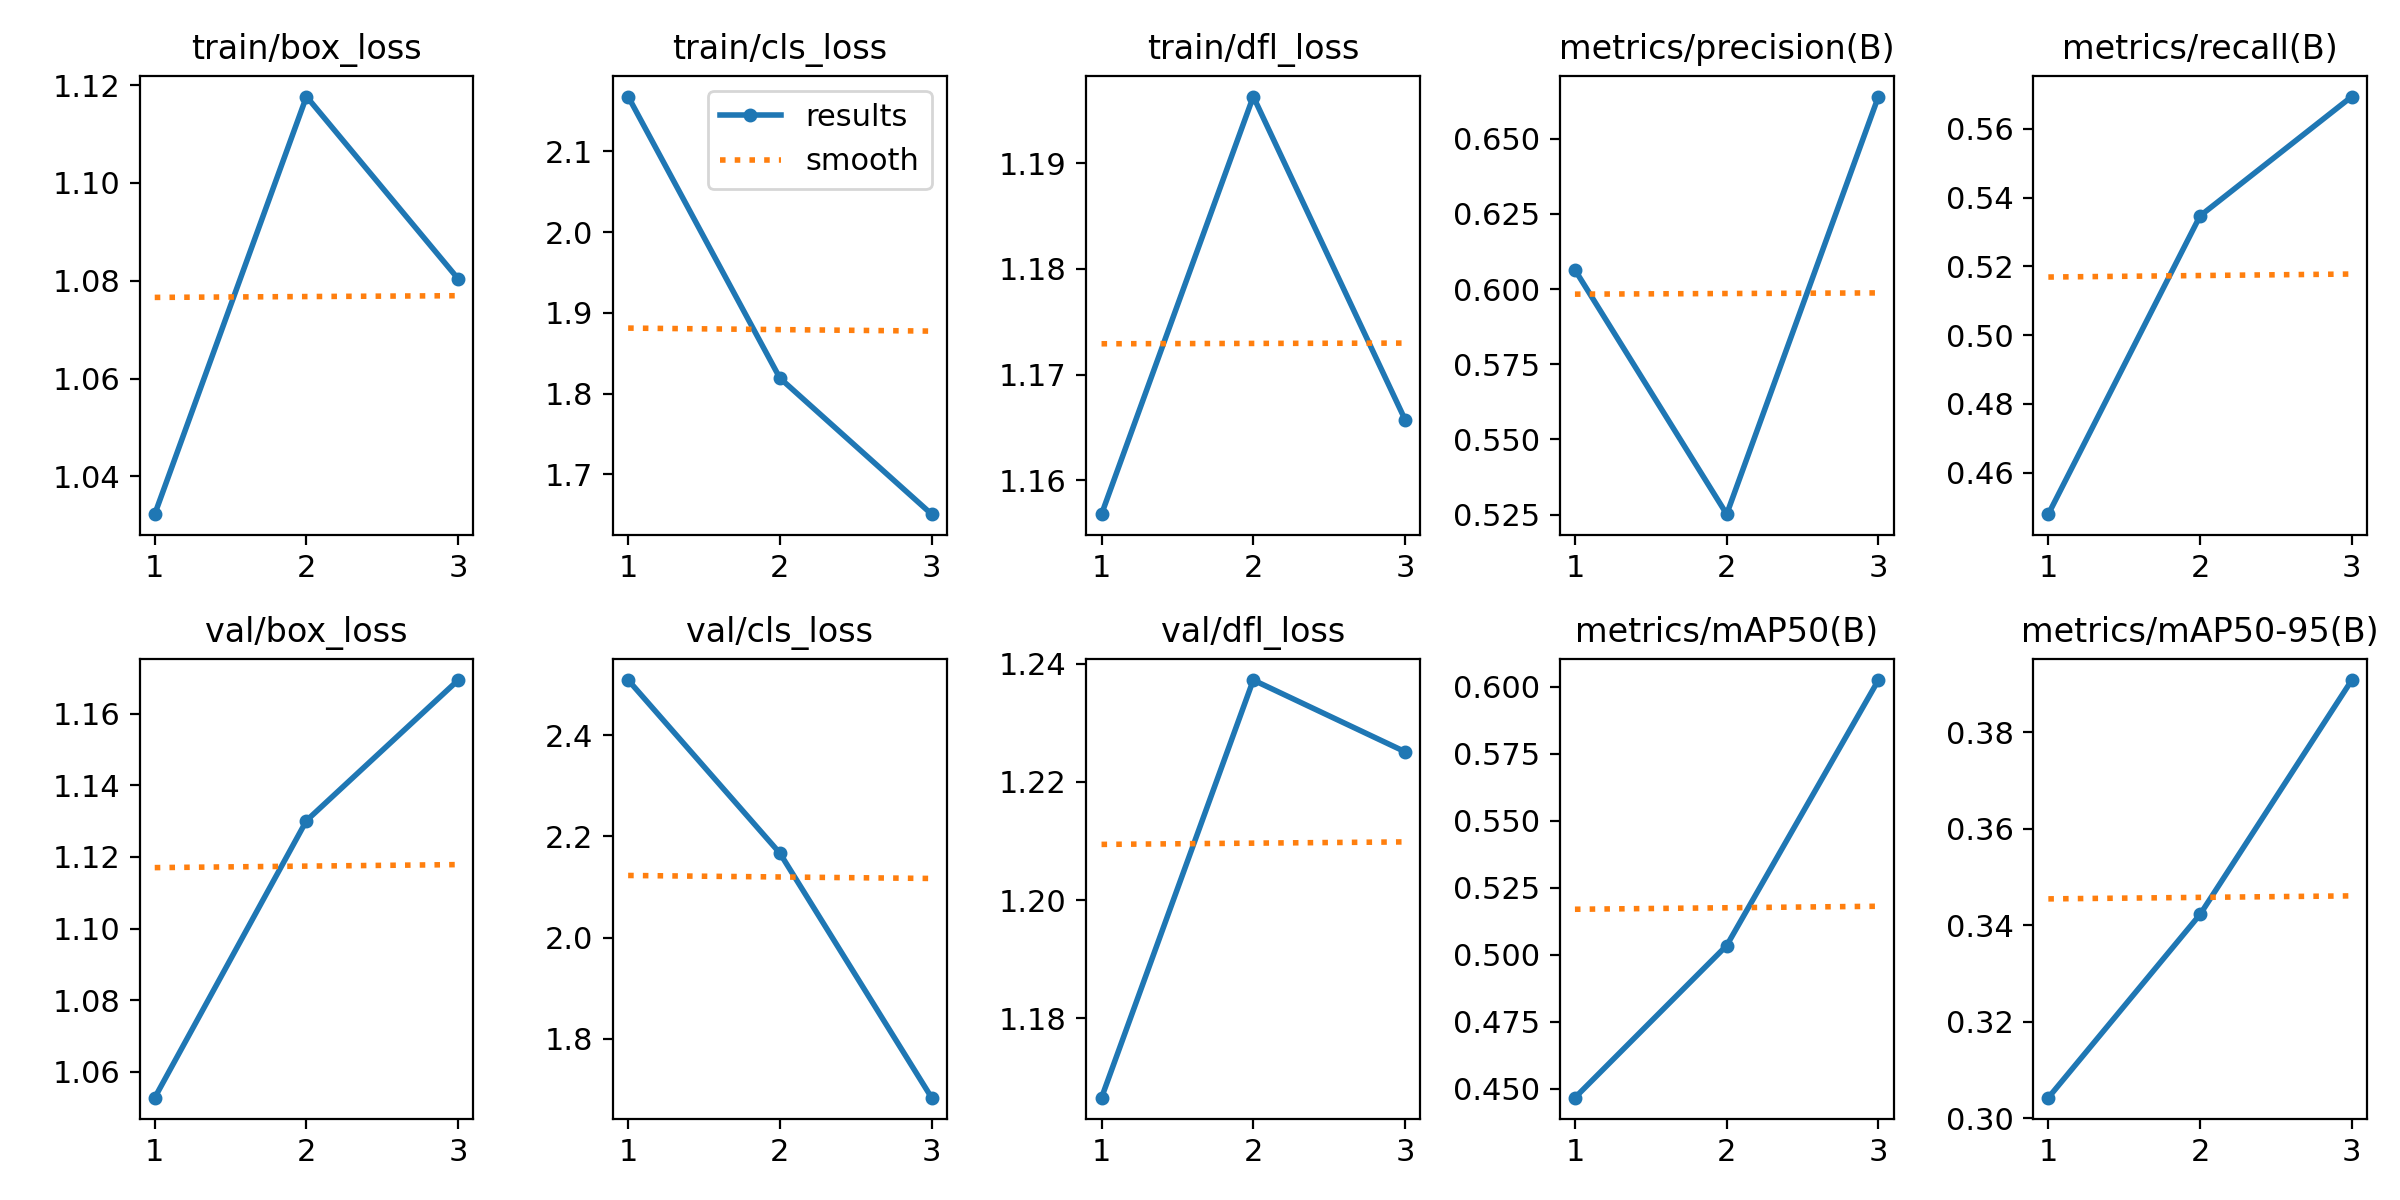 train/box_loss
1.12
1.10
1.08
1.06
1.04
1 2 3
train/cls_loss
results
smooth
2.1
2.0
1.9
1.8
1.7
1 2 3
train/dfl_loss
1.19
1.18
1.17
1.16
1 2 3
metrics/precision(B)
0.650
0.625
0.600
0.575
0.550
0.525
1 2 3
metrics/recall(B)
0.56
0.54
0.52
0.50
0.48
0.46
1 2 3
val/box_loss
1.16
1.14
1.12
1.10
1.08
1.06
1 2 3
val/cls_loss
2.4
2.2
2.0
1.8
1 2 3
val/dfl_loss
1.24
1.22
1.20
1.18
1 2 3
metrics/mAP50(B)
0.600
0.575
0.550
0.525
0.500
0.475
0.450
1 2 3
metrics/mAP50-95(B)
0.38
0.36
0.34
0.32
0.30
1 2 3